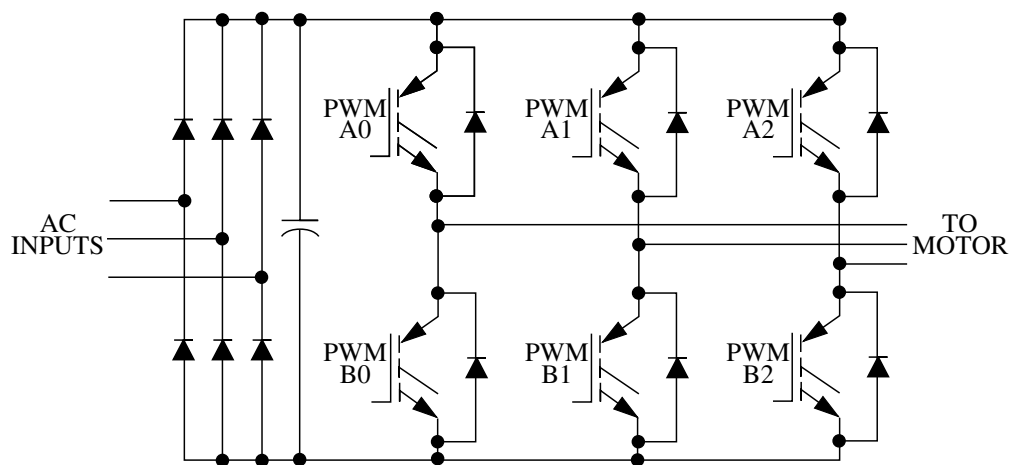 PWM
A0
PWM
A1
PWM
A2
AC
INPUTS
TO
MOTOR
PWM
B0
PWM
B1
PWM
B2